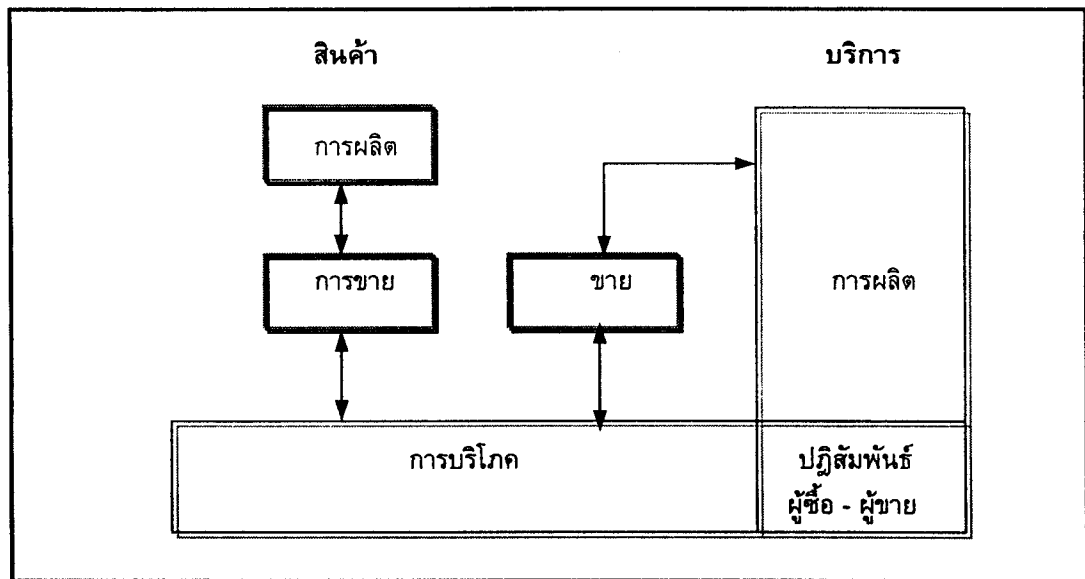 สินค้า
บริการ
การผลิต
การขาย
ขาย
การผลิต
การบริโภค
ปฎิสัมพันธ์
ผู้ซื้อ - ผู้ขาย